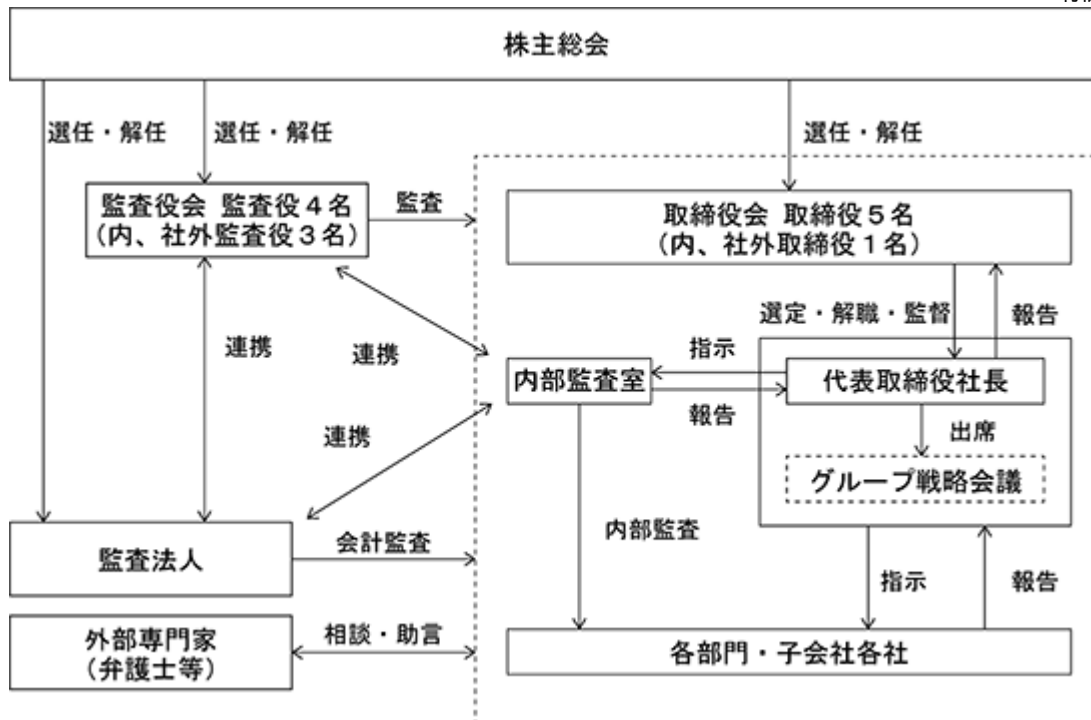 株主総会
選任・解任
選任・解任
選任・解任
監査役会 監査役4名
(内、社外監査役3名)
監査
取締役会 取締役5名
(内、社外取締役1名)
選定・解職・監督
報告
連携
連携
指示
内部監査室
代表取締役社長
報告
連携
出席
グループ戦略会議
監査法人
会計監査
内部監査
指示
報告
外部専門家
(弁護士等)
相談・助言
各部門・子会社各社